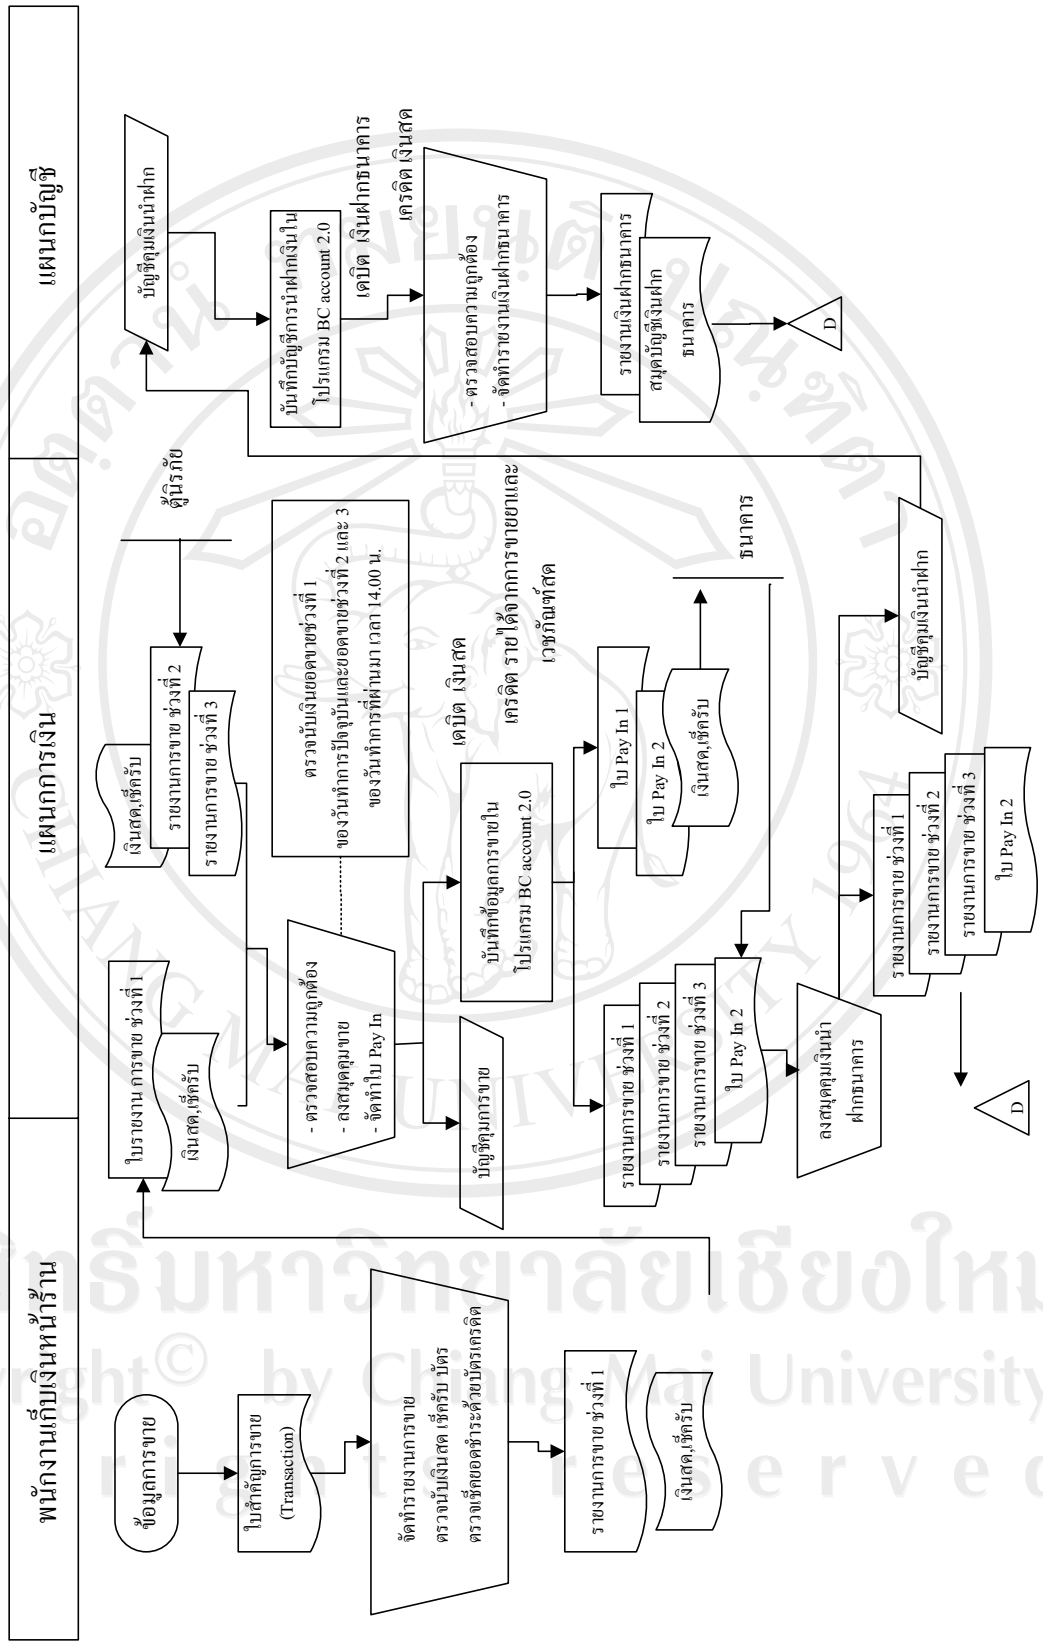 พนักงานเก็บเงินหน้าร้าน
แผนกการเงิน
แผนกบัญชี
ข้อมูลการขาย
ใบสำคัญการขาย
(Transaction)
จัดทำรายงานการขาย
ตรวจนับเงินสด เช็ครับ บัตร
ตรวจเช็คยอดชำระด้วยบัตรเครดิต
รายงานการขาย ช่วงที่ 1
เงินสด,เช็ครับ
ใบรายงาน การขาย ช่วงที่ 1
เงินสด,เช็ครับ
เงินสด,เช็ครับ
รายงานการขาย ช่วงที่ 2
รายงานการขาย ช่วงที่ 3
ตู้นิรภัย
- ตรวจสอบความถูกต้อง
- ลงสมุดคุมขาย
- จัดทำใบ Pay In
ตรวจนับเงินยอดขายช่วงที่ 1
ของวันทำการปัจจุบันและยอดขายช่วงที่ 2 และ 3
ของวันทำการที่ผ่านมา เวลา 14.00 น.
บัญชีคุมการขาย
บันทึกข้อมูลการขายใน
โปรแกรม BC account 2.0
เดบิต เงินสด
เครดิต รายได้จากการขายยาและ
เวชภัณฑ์สด
รายงานการขาย ช่วงที่ 1
รายงานการขาย ช่วงที่ 2
รายงานการขาย ช่วงที่ 3
ใบ Pay In 2
ใบ Pay In 1
ใบ Pay In 2
เงินสด,เช็ครับ
ธนาคาร
ลงสมุดคุมเงินนำ
ฝากธนาคาร
รายงานการขาย ช่วงที่ 1
รายงานการขาย ช่วงที่ 2
รายงานการขาย ช่วงที่ 3
ใบ Pay In 2
D
บัญชีคุมเงินนำฝาก
บัญชีคุมเงินนำฝาก
บันทึกบัญชีการนำฝากเงินใน
โปรแกรม BC account 2.0
เดบิต เงินฝากธนาคาร
เครดิต เงินสด
- ตรวจสอบความถูกต้อง
- จัดทำรายงานเงินฝากธนาคาร
รายงานเงินฝากธนาคาร
สมุดบัญชีเงินฝาก
ธนาคาร
D
CHIANG MAI UNIVERSITY 1964
สิทธิ์มหาวิทยาลัยเชียงใหม่
© by Chiang Mai University
rights reserved